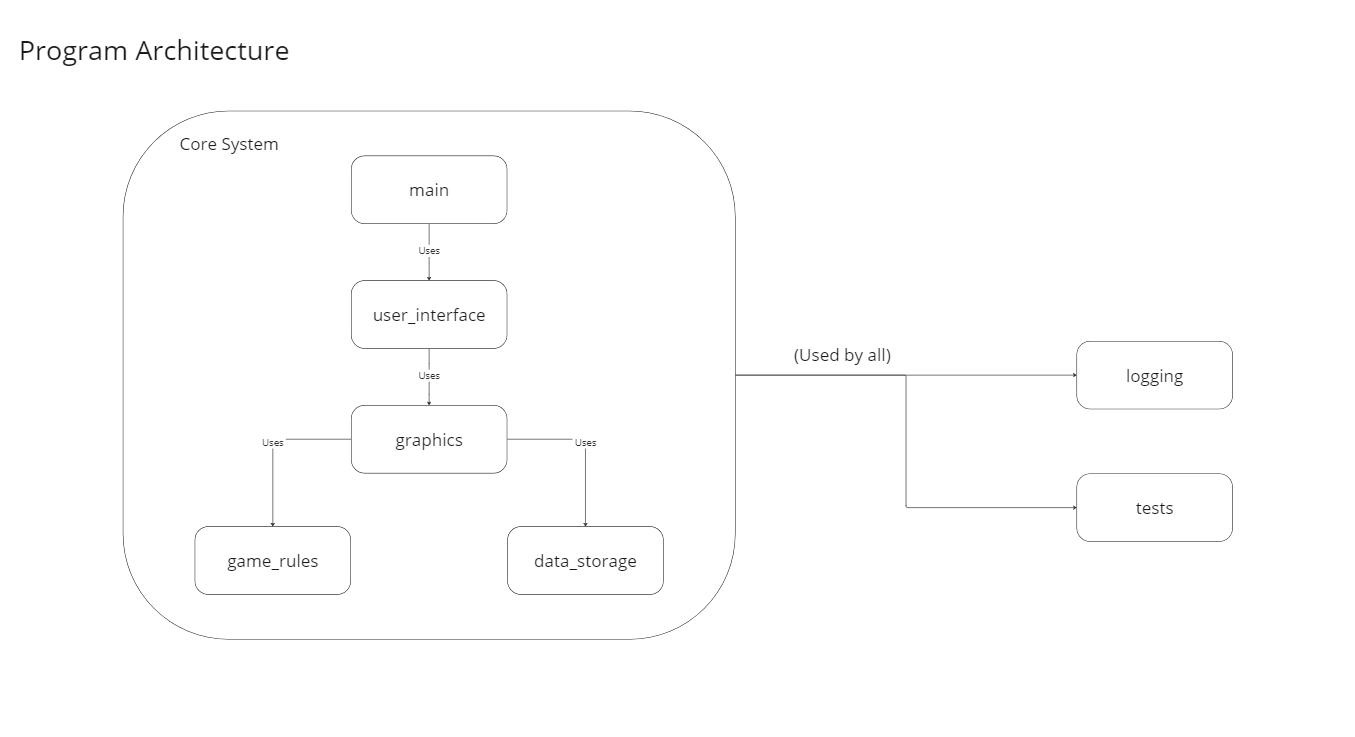 Program Architecture
Core System
main
Uses
user_interface
Uses
graphics
Uses
Uses
game_rules
data_storage
(Used by all)
logging
tests